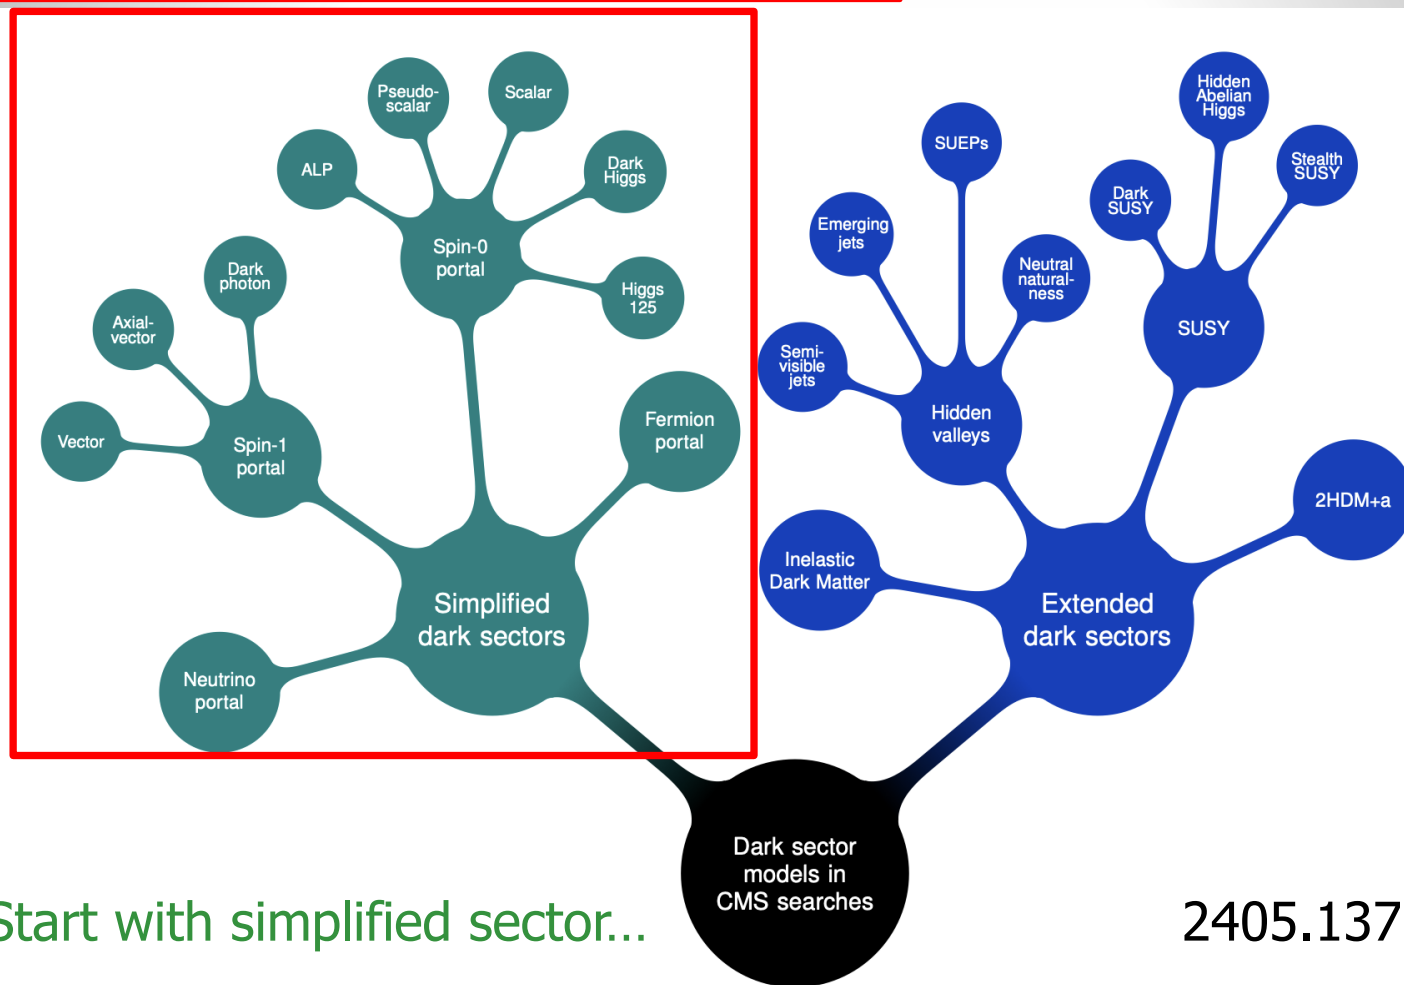 Pseudo-
scalar
Scalar
ALP
Dark
Higgs
Spin-0
portal
Higgs
125
Dark
photon
Axial-
vector
Vector
Spin-1
portal
Fermion
portal
Simplified
dark sectors
Neutrino
portal
Hidden
Abelian
Higgs
SUEPs
Stealth
SUSY
Dark
SUSY
Emerging
jets
Neutral
natural-
ness
SUSY
Semi-
visible
jets
Hidden
valleys
2HDM+a
Inelastic
Dark Matter
Extended
dark sectors
Dark sector
models in
CMS searches
Start with simplified sector...
2405.137